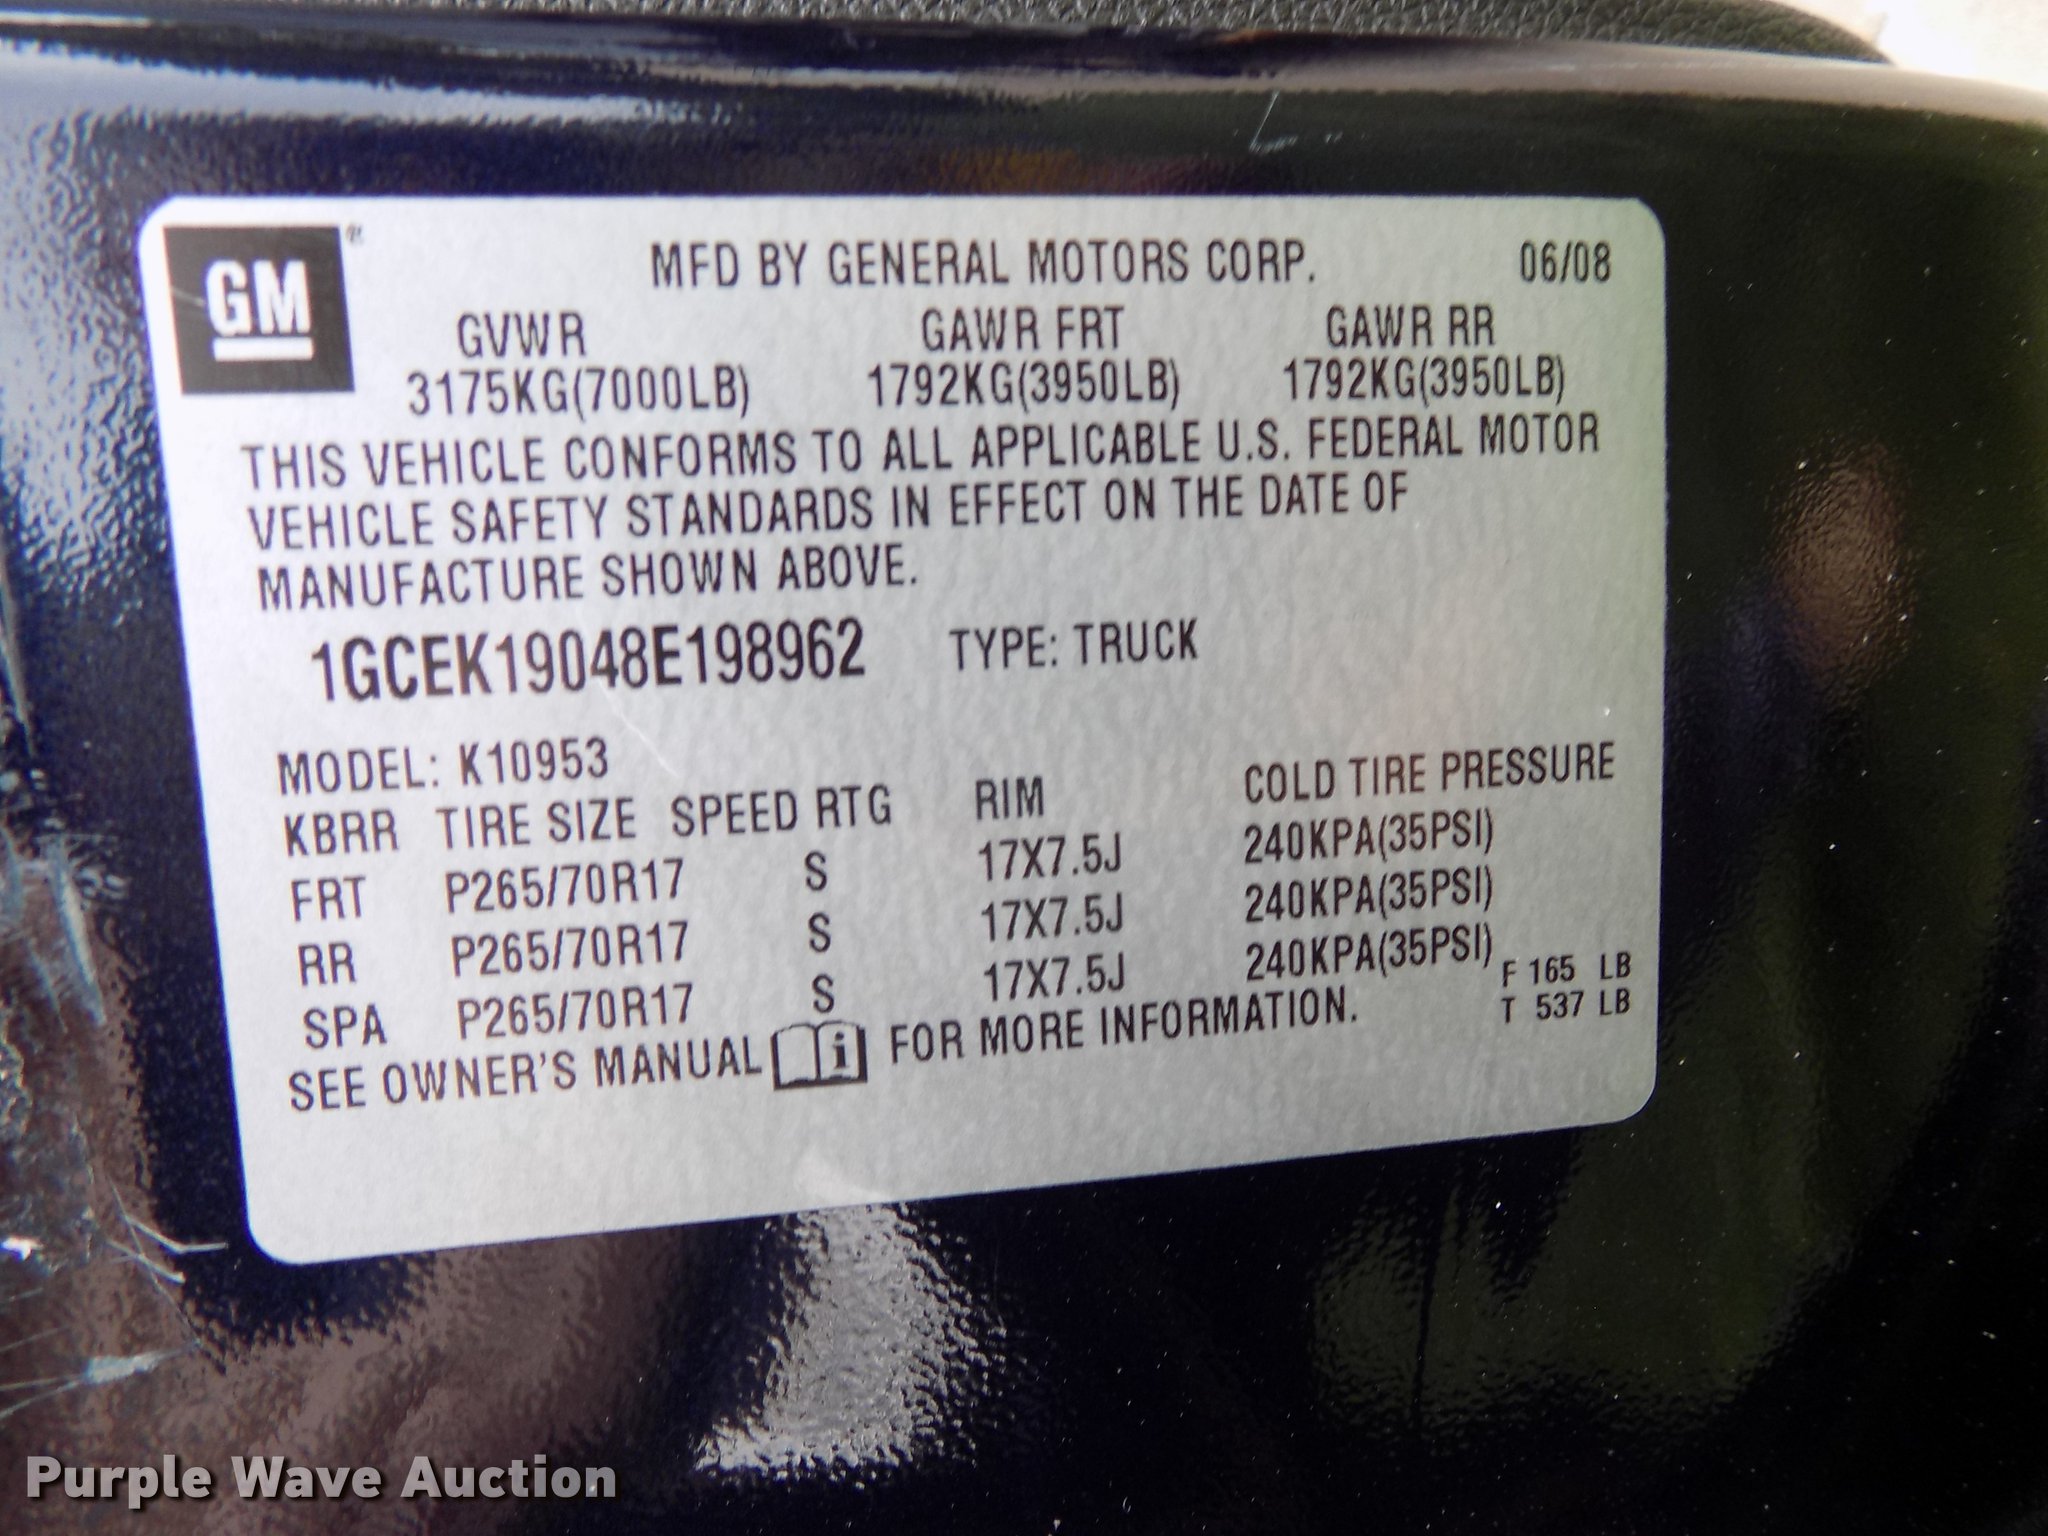 GM®
MFD BY GENERAL MOTORS CORP. 06/08
GVWR GAWR FRT GAWR RR
3175KG(7000LB) 1792KG(3950LB) 1792KG(3950LB)
THIS VEHICLE CONFORMS TO ALL APPLICABLE U.S. FEDERAL MOTOR
VEHICLE SAFETY STANDARDS IN EFFECT ON THE DATE OF
MANUFACTURE SHOWN ABOVE.
1GCEK19048E198962 TYPE: TRUCK
MODEL: K10953
KBRR TIRE SIZE SPEED RTG RIM COLD TIRE PRESSURE
FRT P265/70R17 S 17X7.5J 240KPA(35PSI)
RR P265/70R17 S 17X7.5J 240KPA(35PSI)
SPA P265/70R17 S 17X7.5J 240KPA(35PSI)
F 165 LB
T 537 LB
SEE OWNER'S MANUAL i FOR MORE INFORMATION.
Purple Wave Auction